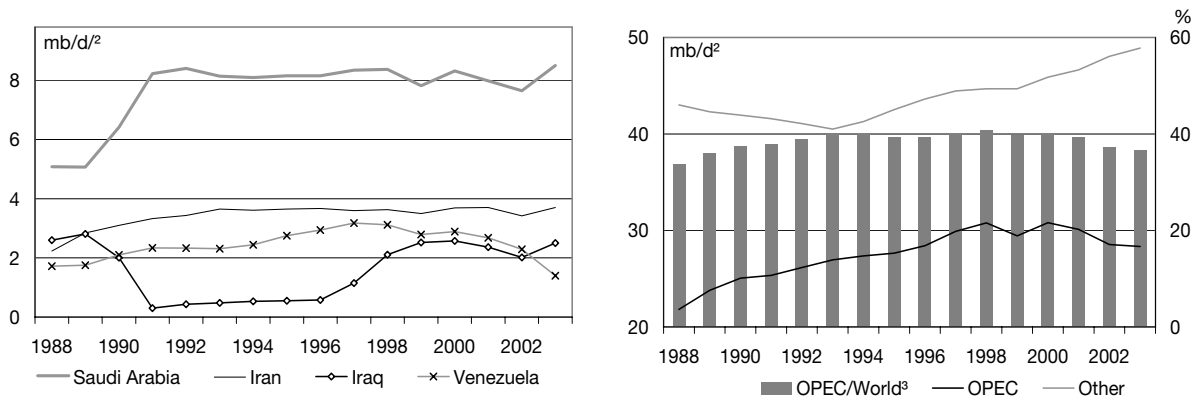 mb/d/²
8
6
4
2
0
1988 1990 1992 1994 1996 1998 2000 2002
Saudi Arabia Iran Iraq Venezuela
%
50 60
mb/d²
40 40
30 20
20 0
1988 1990 1992 1994 1996 1998 2000 2002
OPEC/World³ OPEC Other